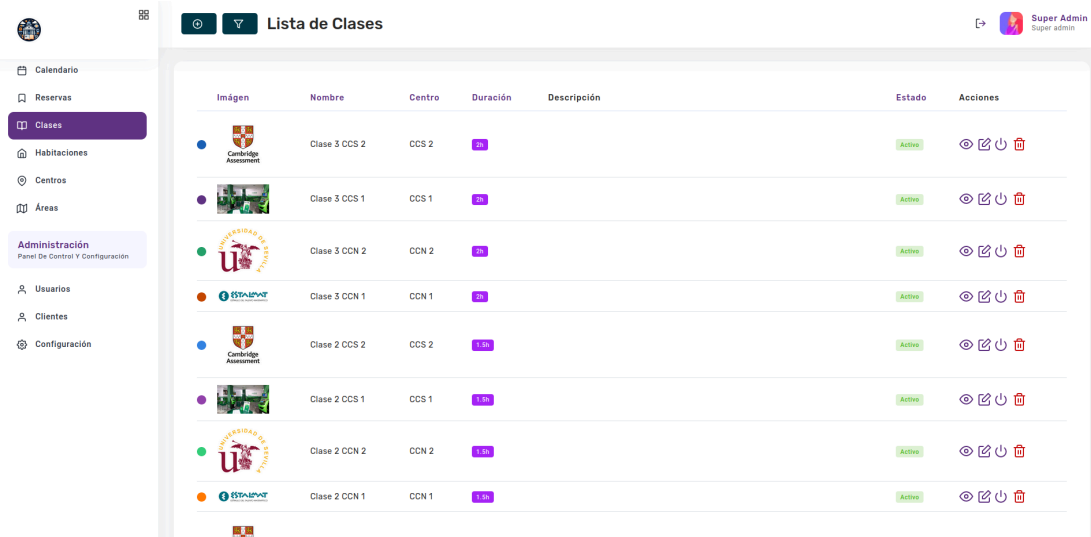 Lista de Clases
Super Admin
Super admin
Calendario
Reservas
Clases
Habitaciones
Centros
Áreas
Administración
Panel De Control Y Configuración
Usuarios
Clientes
Configuración
Imágen Nombre Centro Duración Descripción Estado Acciones
Cambridge
Assessment
Clase 3 CCS 2 CCS 2 2h Activo
Clase 3 CCS 1 CCS 1 2h Activo
UNIVERSIDAD DE SEVILLA
Clase 3 CCN 2 CCN 2 2h Activo
ESTALMAT
Clase 3 CCN 1 CCN 1 2h Activo
Cambridge
Assessment
Clase 2 CCS 2 CCS 2 1.5h Activo
Clase 2 CCS 1 CCS 1 1.5h Activo
UNIVERSIDAD DE SEVILLA
Clase 2 CCN 2 CCN 2 1.5h Activo
ESTALMAT
Clase 2 CCN 1 CCN 1 1.5h Activo